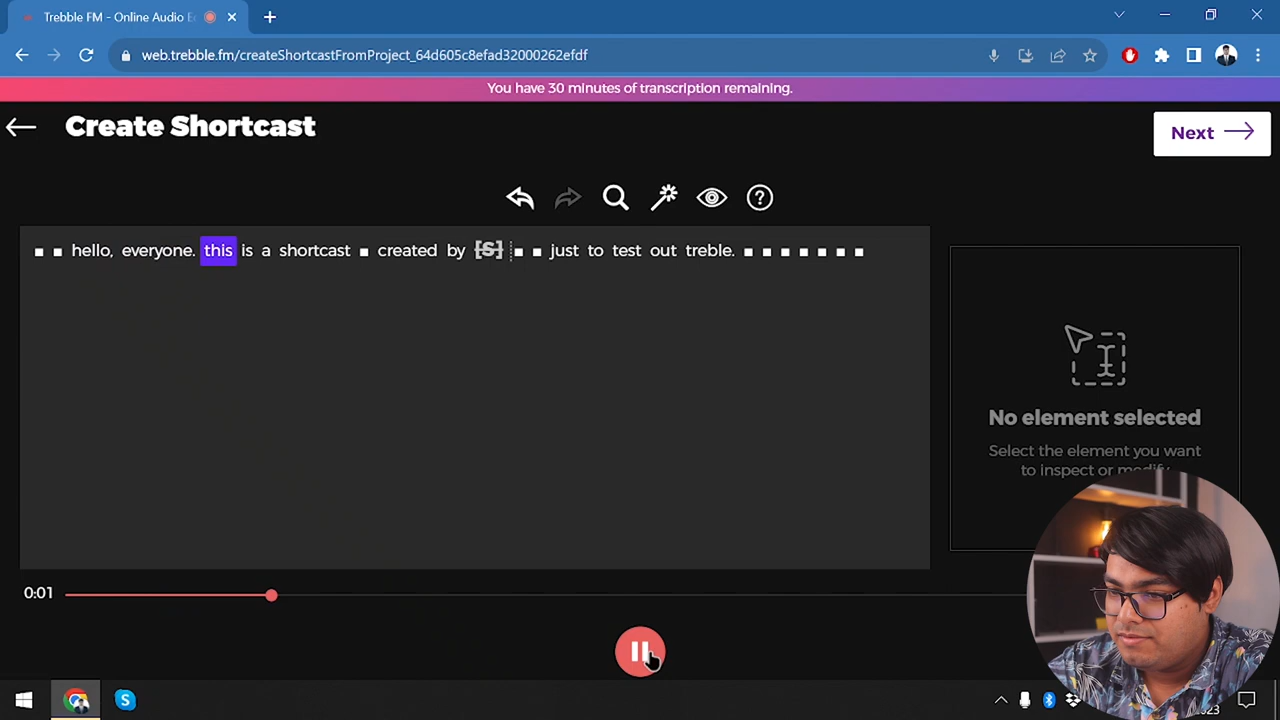 Trebble FM - Online Audio E
web.trebble.fm/createShortcastFromProject_64d605c8efad32000262efdf
You have 30 minutes of transcription remaining.
Create Shortcast
Next
hello, everyone. this is a shortcast ▪ created by [S] ▪ ▪ just to test out treble.
No element selected
Select the element you want
to inspect or modify
0:01